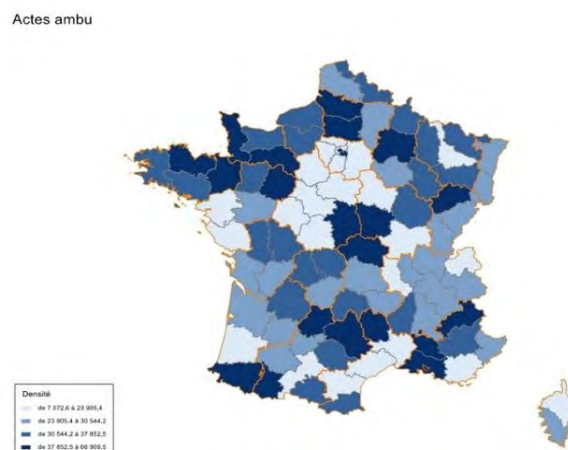 Actes ambu
Densité
de 7 072,6 à 23 905,4
de 23 905,4 à 30 544,2
de 30 544,2 à 37 852,5
de 37 852,5 à 66 909,5